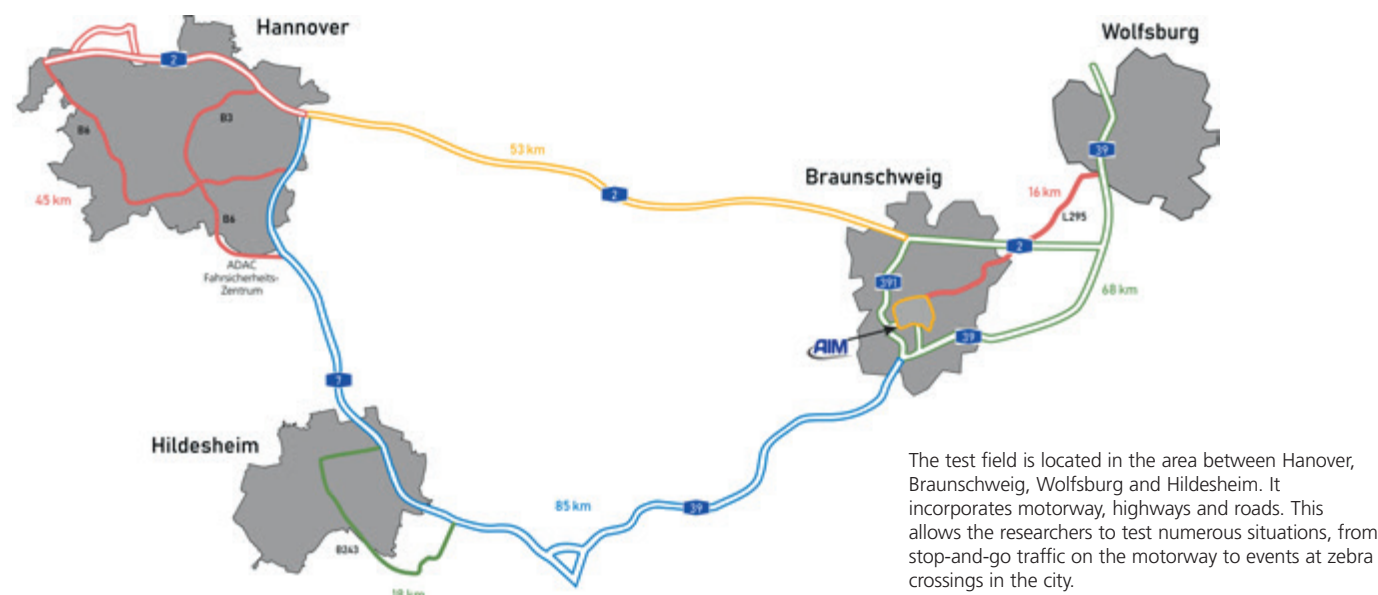 Hannover
Wolfsburg
2
B3
B6
53 km
39
Braunschweig
2
16 km
45 km
L295
B6
2
ADAC
Fahrsicherheits-
Zentrum
391
68 km
39
AIM
7
Hildesheim
85 km
39
B243
18 km
The test field is located in the area between Hanover,
Braunschweig, Wolfsburg and Hildesheim. It
incorporates motorway, highways and roads. This
allows the researchers to test numerous situations, from
stop-and-go traffic on the motorway to events at zebra
crossings in the city.